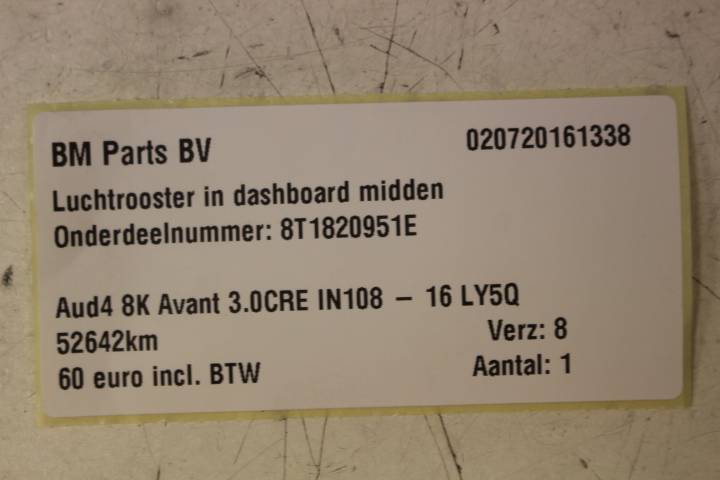 BM Parts BV 020720161338
Luchtrooster in dashboard midden
Onderdeelnummer: 8T1820951E
Aud4 8K Avant 3.0CRE IN108 – 16 LY5Q
52642km Verz: 8
60 euro incl. BTW Aantal: 1